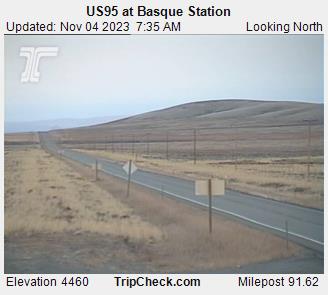 US95 at Basque Station
Updated: Nov 04 2023 7:35 AM Looking North
Elevation 4460 TripCheck.com Milepost 91.62